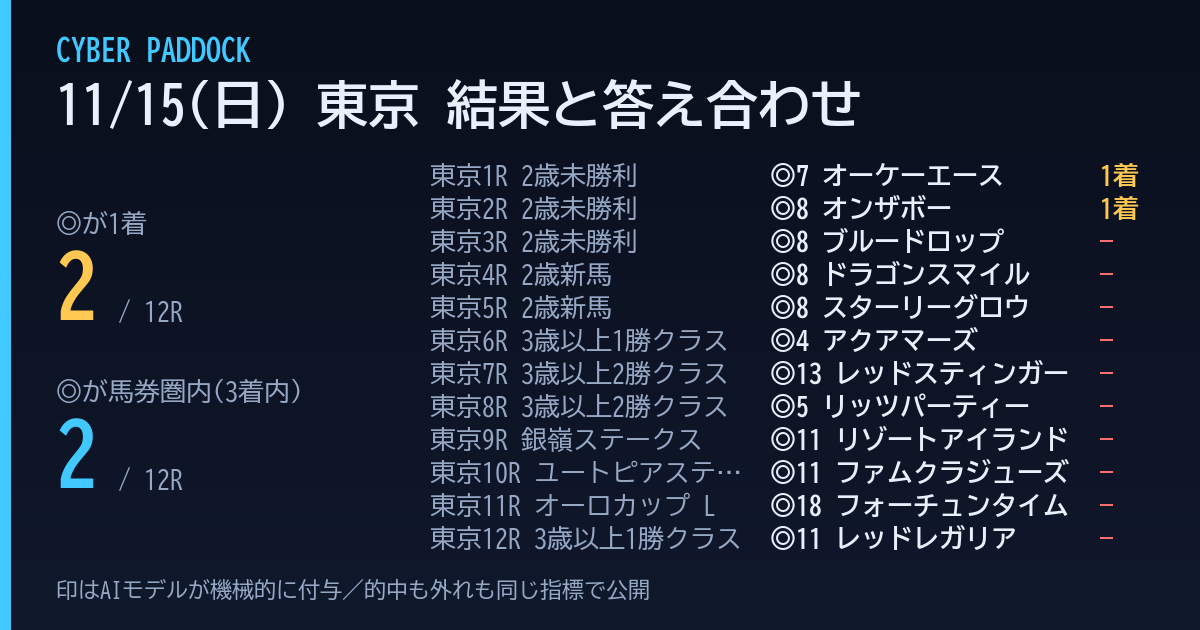 CYBER PADDOCK
11/15(日) 東京 結果と答え合わせ
◎が1着
2 / 12R
◎が馬券圏内(3着内)
2 / 12R
東京1R 2歳未勝利 ◎7 オーケーエース 1着
東京2R 2歳未勝利 ◎8 オンザボー 1着
東京3R 2歳未勝利 ◎8 ブルードロップ −
東京4R 2歳新馬 ◎8 ドラゴンスマイル −
東京5R 2歳新馬 ◎8 スターリーグロウ −
東京6R 3歳以上1勝クラス ◎4 アクアマーズ −
東京7R 3歳以上2勝クラス ◎13 レッドスティンガー −
東京8R 3歳以上2勝クラス ◎5 リッツパーティー −
東京9R 銀嶺ステークス ◎11 リゾートアイランド −
東京10R ユートピアステ… ◎11 ファムクラジューズ −
東京11R オーロカップ L ◎18 フォーチュンタイム −
東京12R 3歳以上1勝クラス ◎11 レッドレガリア −
印はAIモデルが機械的に付与／的中も外れも同じ指標で公開